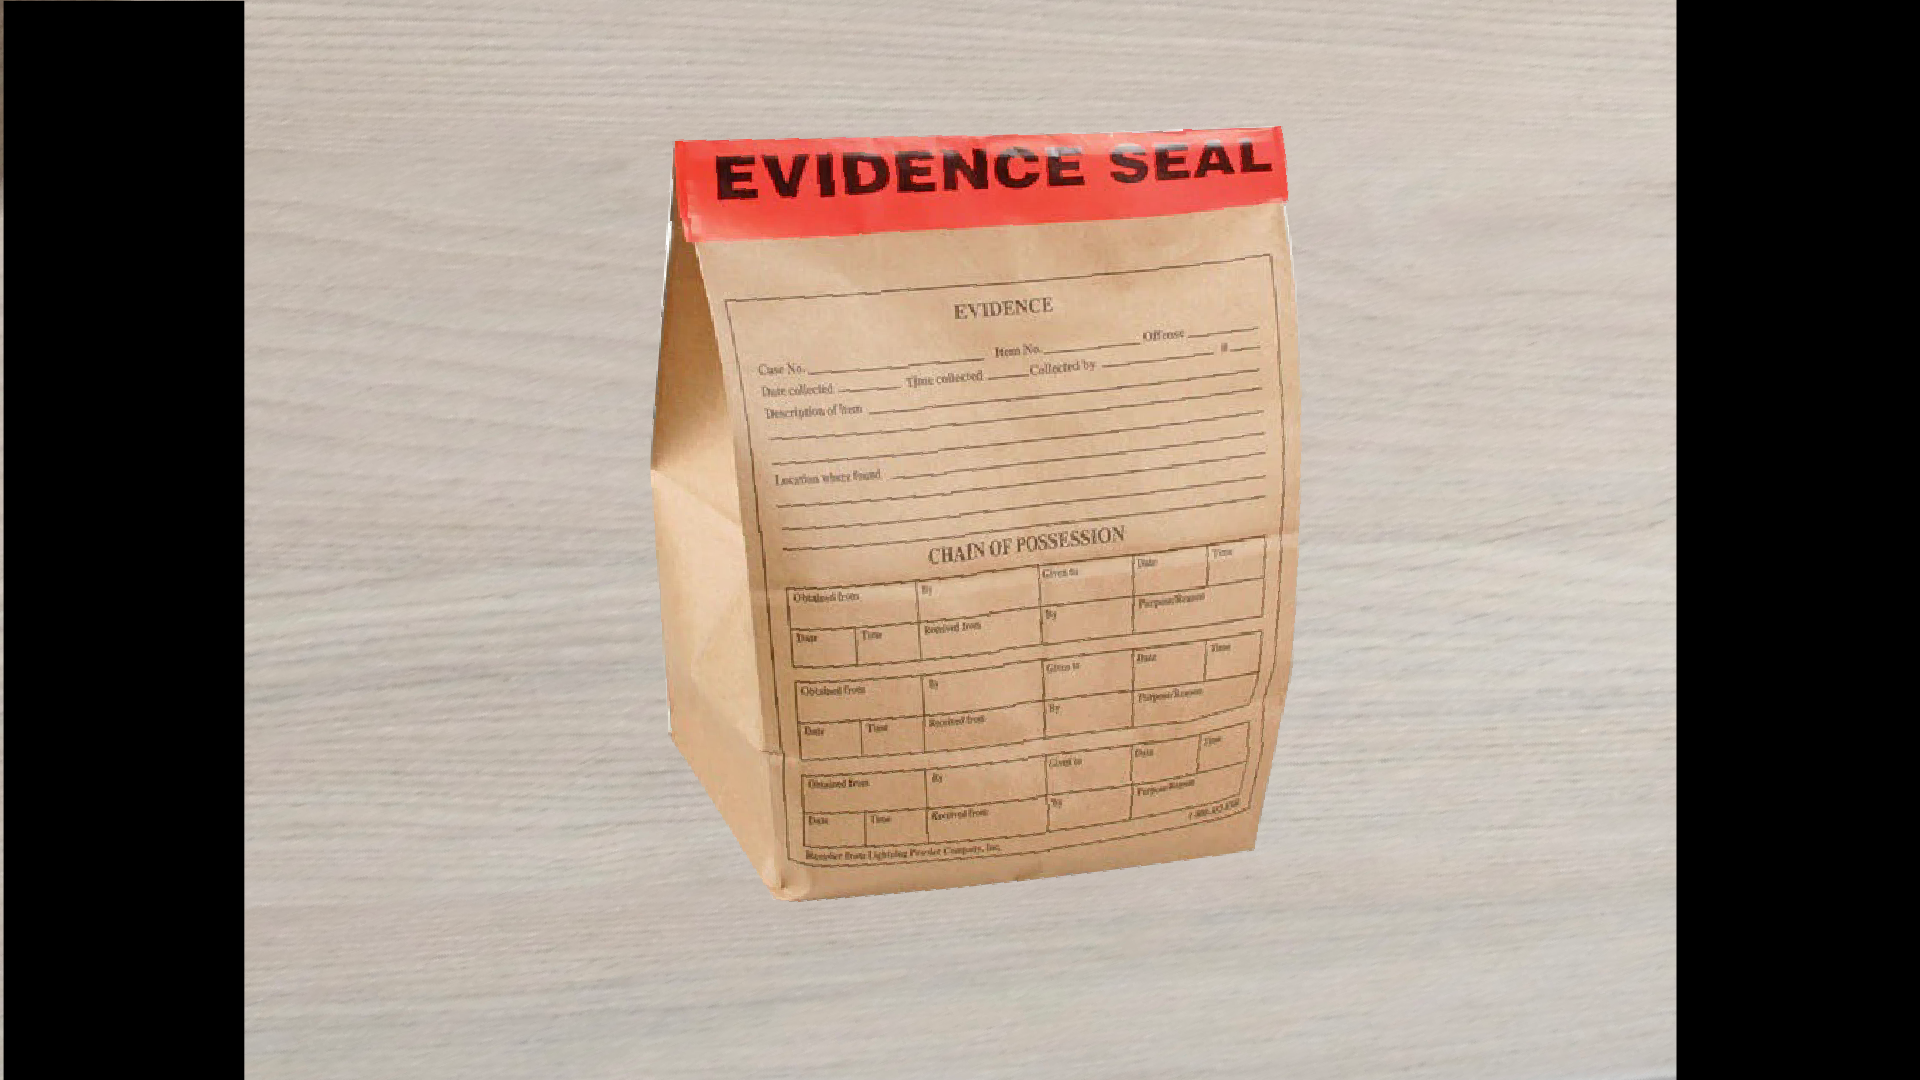 EVIDENCE SEAL
EVIDENCE
Case No. Item No. Offense
Date collected Time collected Collected by #
Description of item
Location where found
CHAIN OF POSSESSION
Obtained from By Given to Date Time
Date Time Received from By Purpose/Reason
Obtained from By Given to Date Time
Date Time Received from By Purpose/Reason
Obtained from By Given to Date Time
Date Time Received from By Purpose/Reason
from Lightning Powder Company, Inc.